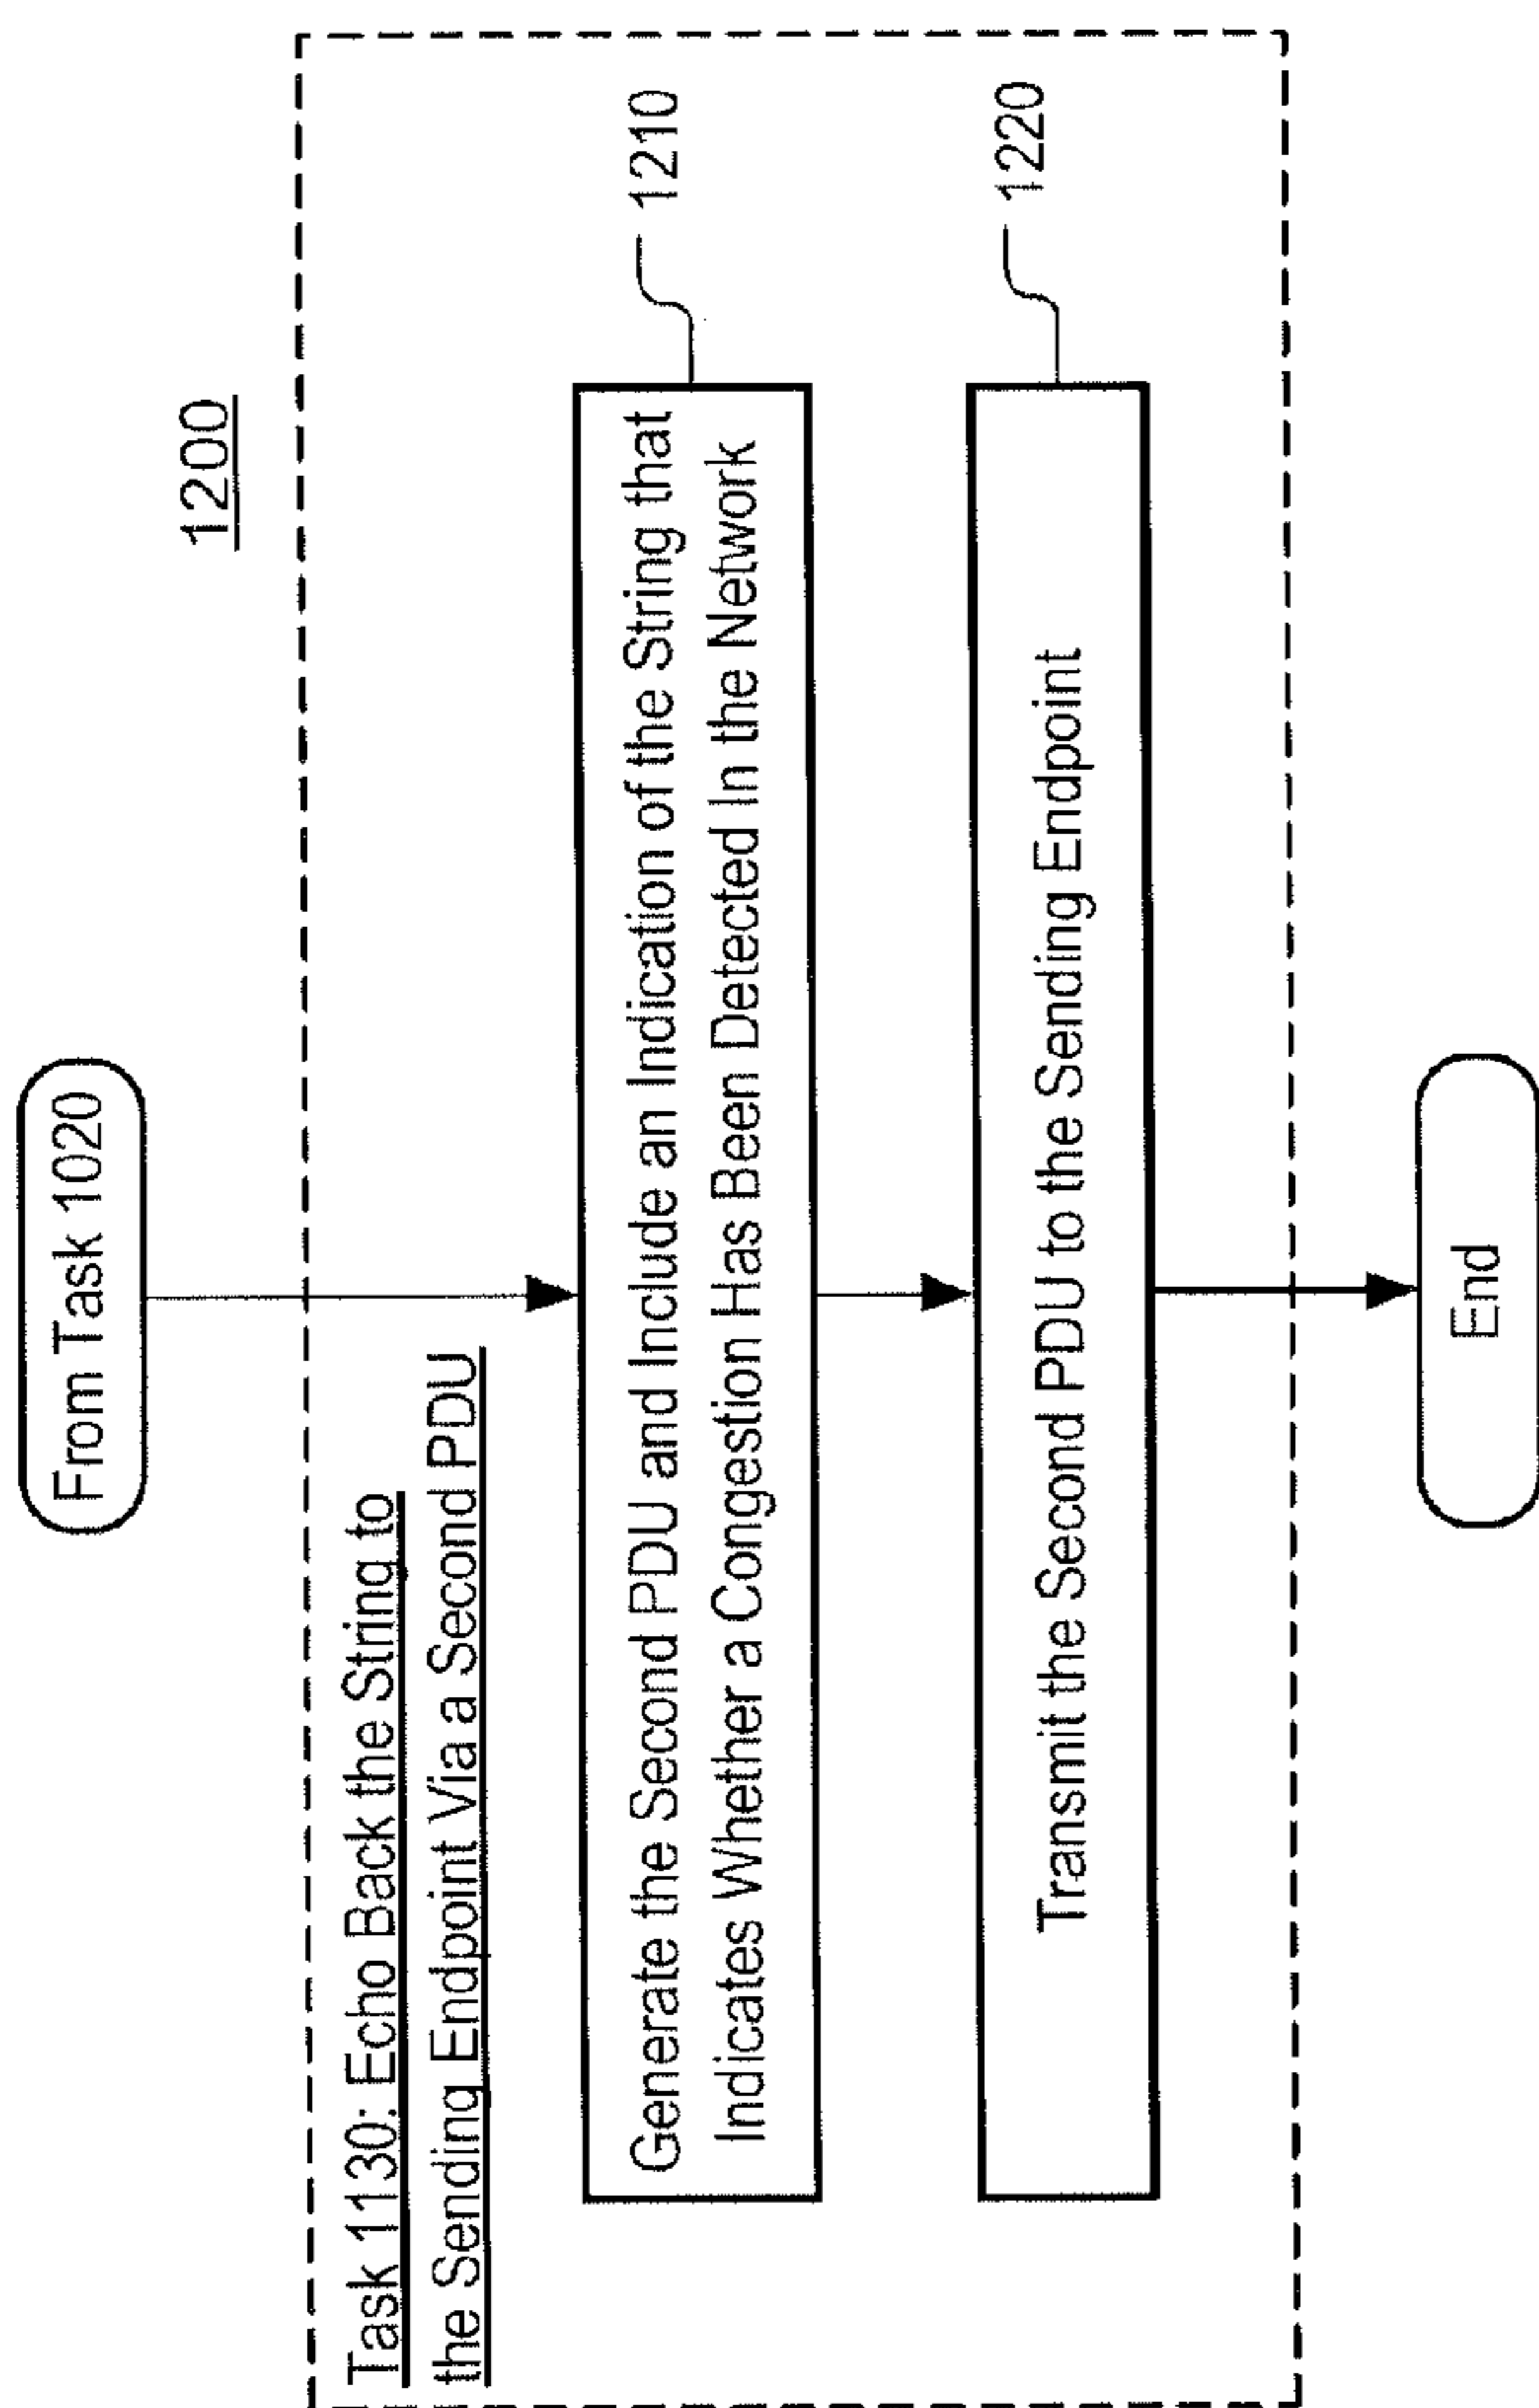 From Task 1020
1200
Task 1130: Echo Back the String to
the Sending Endpoint Via a Second PDU
Generate the Second PDU and Include an Indication of the String that
Indicates Whether a Congestion Has Been Detected In the Network
1210
Transmit the Second PDU to the Sending Endpoint
1220
End